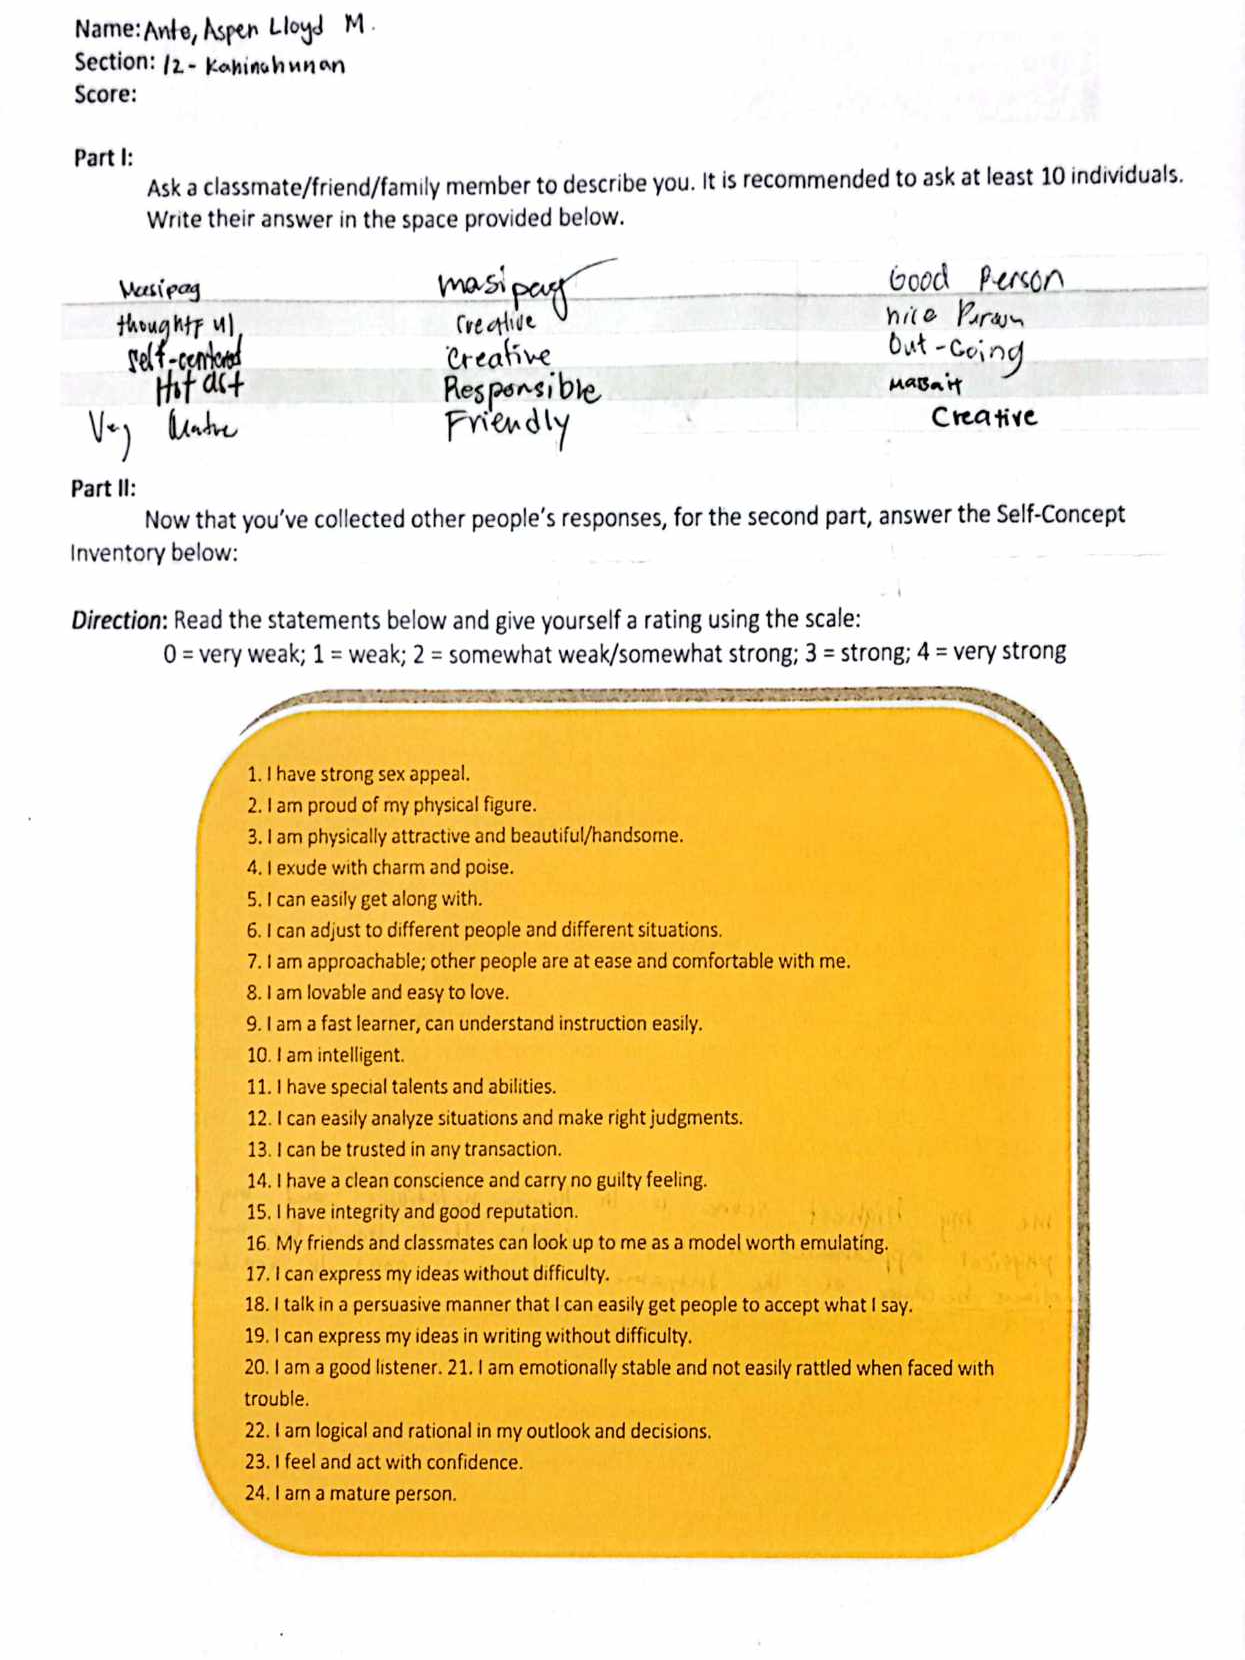 Name: Ante, Aspen Lloyd M.
Section: 12 - Kahinahunan
Score:
Part I:
Ask a classmate/friend/family member to describe you. It is recommended to ask at least 10 individuals.
Write their answer in the space provided below.
Masipag masipag Good Person
thoughtful creative nice Person
self-centered Creative Out-Going
Responsible MaBait
Very Friendly Creative
Part II:
Now that you've collected other people's responses, for the second part, answer the Self-Concept
Inventory below:
Direction: Read the statements below and give yourself a rating using the scale:
0 = very weak; 1 = weak; 2 = somewhat weak/somewhat strong; 3 = strong; 4 = very strong
1. I have strong sex appeal.
2. I am proud of my physical figure.
3. I am physically attractive and beautiful/handsome.
4. I exude with charm and poise.
5. I can easily get along with.
6. I can adjust to different people and different situations.
7. I am approachable; other people are at ease and comfortable with me.
8. I am lovable and easy to love.
9. I am a fast learner, can understand instruction easily.
10. I am intelligent.
11. I have special talents and abilities.
12. I can easily analyze situations and make right judgments.
13. I can be trusted in any transaction.
14. I have a clean conscience and carry no guilty feeling.
15. I have integrity and good reputation.
16. My friends and classmates can look up to me as a model worth emulating.
17. I can express my ideas without difficulty.
18. I talk in a persuasive manner that I can easily get people to accept what I say.
19. I can express my ideas in writing without difficulty.
20. I am a good listener. 21. I am emotionally stable and not easily rattled when faced with
trouble.
22. I am logical and rational in my outlook and decisions.
23. I feel and act with confidence.
24. I am a mature person.